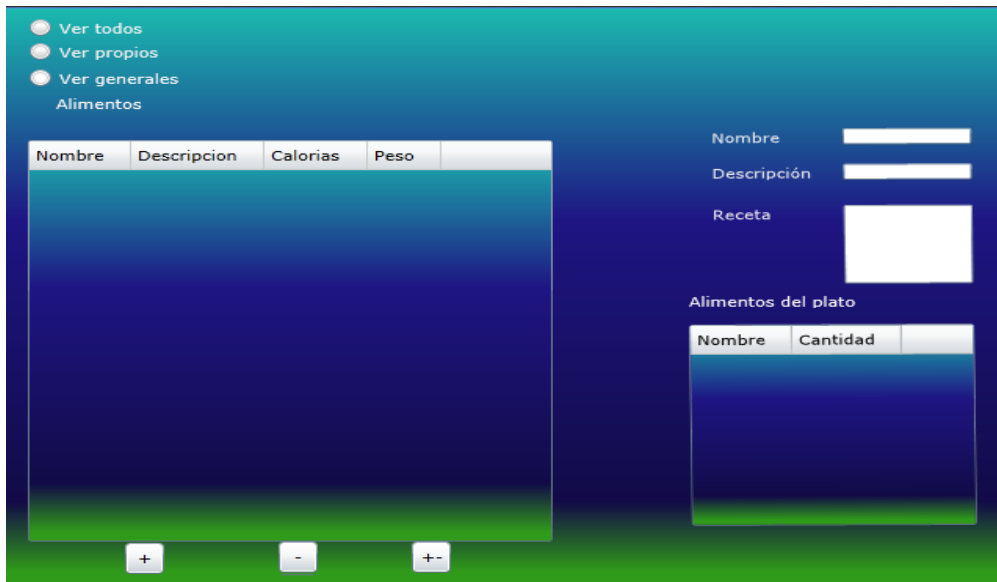 Ver todos
Ver propios
Ver generales
Alimentos
Nombre Descripcion Calorias Peso
+ - +-
Nombre
Descripción
Receta
Alimentos del plato
Nombre Cantidad